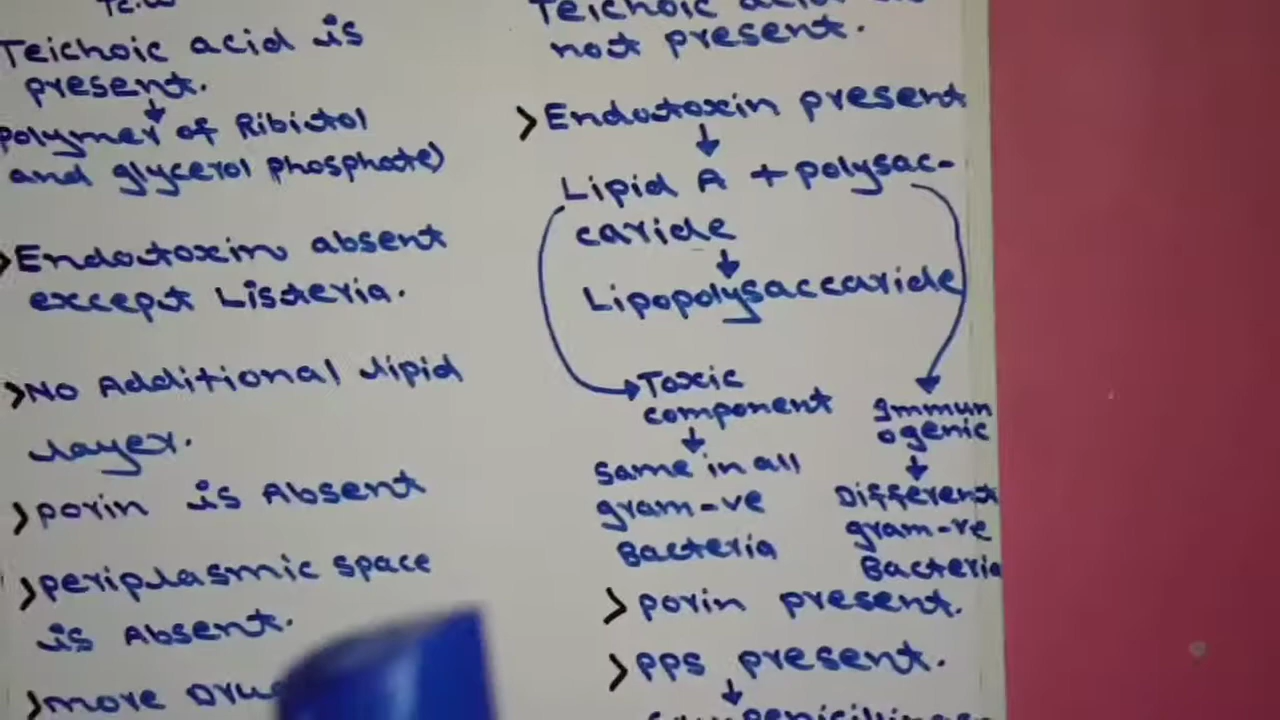 Teichoic acid is
present.
polymer of Ribitol
and glycerol phosphate)
>Endotoxin absent
except Listeria.
>No Additional lipid
layer.
>porin is Absent
>periplasmic space
is Absent.
>more Drug
Teichoic
not present.
>Endotoxin present
Lipid A + polysac-
caride
Lipopolysaccaride
Toxic
component
same in all
gram-ve
Bacteria
Immun
ogenic
Different
gram-ve
Bacteria
>porin present.
>PPS present.